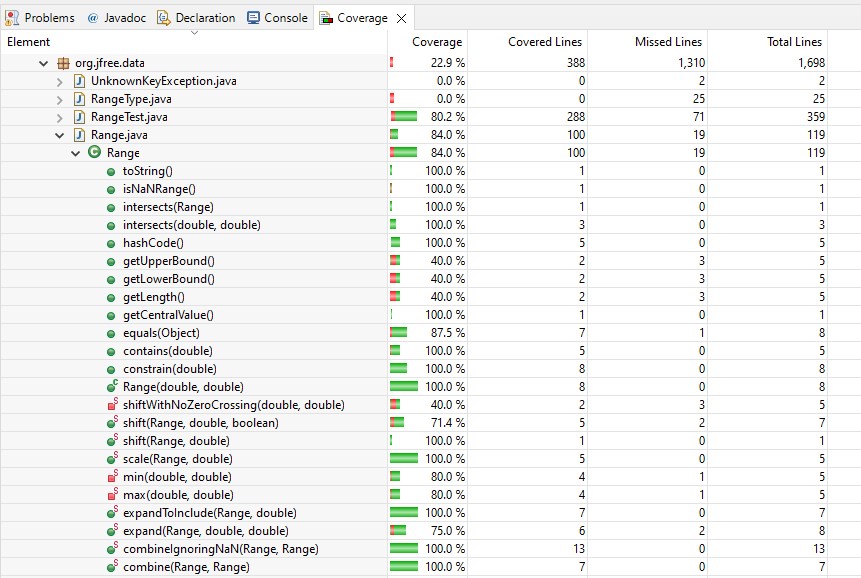 Problems @ Javadoc Declaration Console Coverage
Element Coverage Covered Lines Missed Lines Total Lines
org.jfree.data 22.9 % 388 1,310 1,698
UnknownKeyException.java 0.0 % 0 2 2
RangeType.java 0.0 % 0 25 25
RangeTest.java 80.2 % 288 71 359
Range.java 84.0 % 100 19 119
Range 84.0 % 100 19 119
toString() 100.0 % 1 0 1
isNaNRange() 100.0 % 1 0 1
intersects(Range) 100.0 % 1 0 1
intersects(double, double) 100.0 % 3 0 3
hashCode() 100.0 % 5 0 5
getUpperBound() 40.0 % 2 3 5
getLowerBound() 40.0 % 2 3 5
getLength() 40.0 % 2 3 5
getCentralValue() 100.0 % 1 0 1
equals(Object) 87.5 % 7 1 8
contains(double) 100.0 % 5 0 5
constrain(double) 100.0 % 8 0 8
Range(double, double) 100.0 % 8 0 8
shiftWithNoZeroCrossing(double, double) 40.0 % 2 3 5
shift(Range, double, boolean) 71.4 % 5 2 7
shift(Range, double) 100.0 % 1 0 1
scale(Range, double) 100.0 % 5 0 5
min(double, double) 80.0 % 4 1 5
max(double, double) 80.0 % 4 1 5
expandToInclude(Range, double) 100.0 % 7 0 7
expand(Range, double, double) 75.0 % 6 2 8
combineIgnoringNaN(Range, Range) 100.0 % 13 0 13
combine(Range, Range) 100.0 % 7 0 7